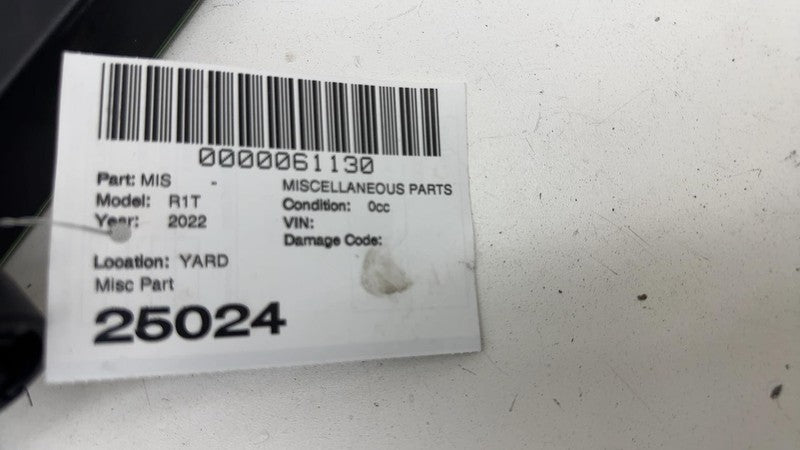 0000061130
Part: MIS - MISCELLANEOUS PARTS
Model: R1T Condition: 0cc
Year: 2022 VIN:
Damage Code:
Location: YARD
Misc Part
25024